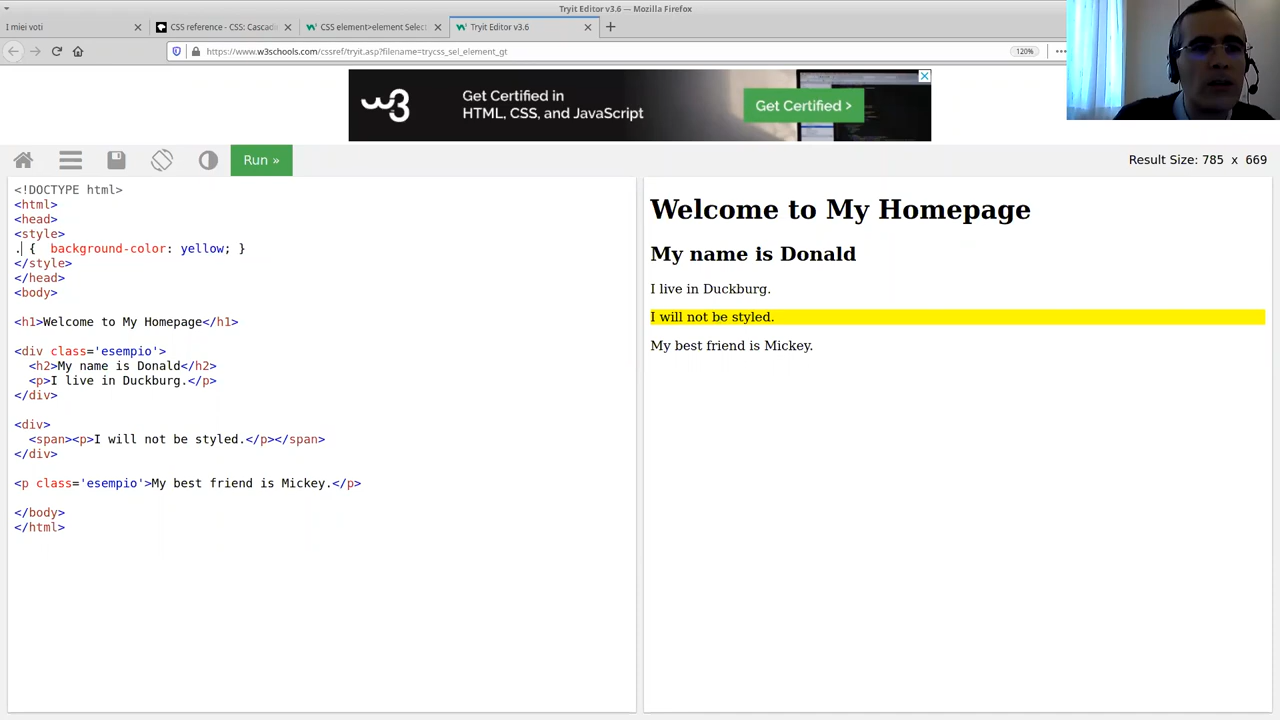 Tryit Editor v3.6 — Mozilla Firefox
I miei voti
CSS reference - CSS: Cascadi
CSS element>element Select
Tryit Editor v3.6
https://www.w3schools.com/cssref/tryit.asp?filename=trycss_sel_element_gt
120%
w3
Get Certified in
HTML, CSS, and JavaScript
Get Certified >
Run »
Result Size: 785 x 669
<!DOCTYPE html>
<html>
<head>
<style>
. {  background-color: yellow; }
</style>
</head>
<body>
<h1>Welcome to My Homepage</h1>
<div class='esempio'>
  <h2>My name is Donald</h2>
  <p>I live in Duckburg.</p>
</div>
<div>
  <span><p>I will not be styled.</p></span>
</div>
<p class='esempio'>My best friend is Mickey.</p>
</body>
</html>
Welcome to My Homepage
My name is Donald
I live in Duckburg.
I will not be styled.
My best friend is Mickey.